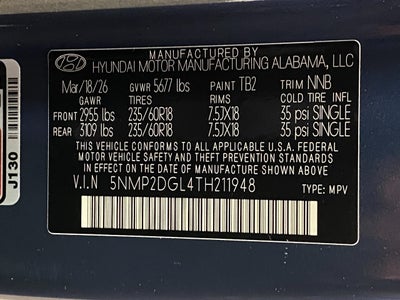 MANUFACTURED BY
HYUNDAI MOTOR MANUFACTURING ALABAMA, LLC
Mar/18/26 GVWR 5677 lbs PAINT TB2 TRIM NNB
GAWR TIRES RIMS COLD TIRE INFL
FRONT 2955 lbs 235/60R18 7.5JX18 35 psi SINGLE
REAR 3109 lbs 235/60R18 7.5JX18 35 psi SINGLE
THIS VEHICLE CONFORMS TO ALL APPLICABLE U.S.A FEDERAL
MOTOR VEHICLE SAFETY STANDARDS IN EFFECT ON THE DATE
OF MANUFACTURE SHOWN ABOVE.
V.I.N 5NMP2DGL4TH211948 TYPE: MPV
J130